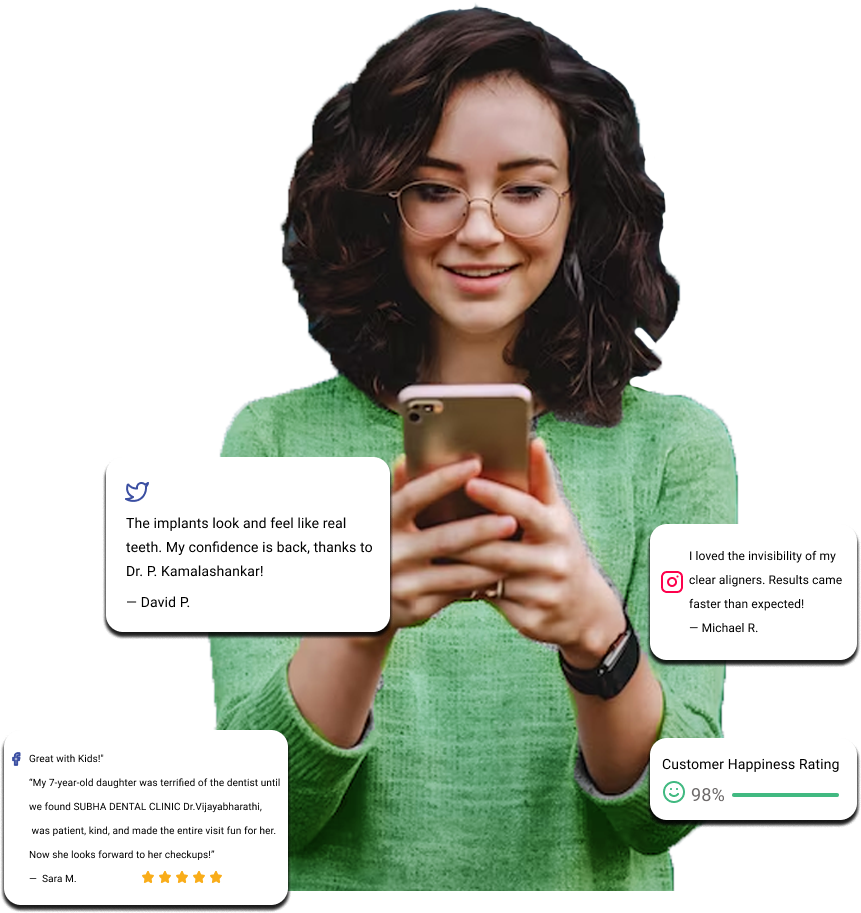 The implants look and feel like real
teeth. My confidence is back, thanks to
Dr. P. Kamalashankar!
— David P.
I loved the invisibility of my
clear aligners. Results came
faster than expected!
— Michael R.
Great with Kids!"
"My 7-year-old daughter was terrified of the dentist until
we found SUBHA DENTAL CLINIC Dr.Vijayabharathi,
was patient, kind, and made the entire visit fun for her.
Now she looks forward to her checkups!"
— Sara M.
Customer Happiness Rating
98%